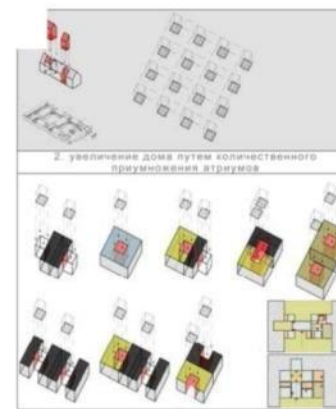 2. увеличение дома путем количественного
приумножения атриумов